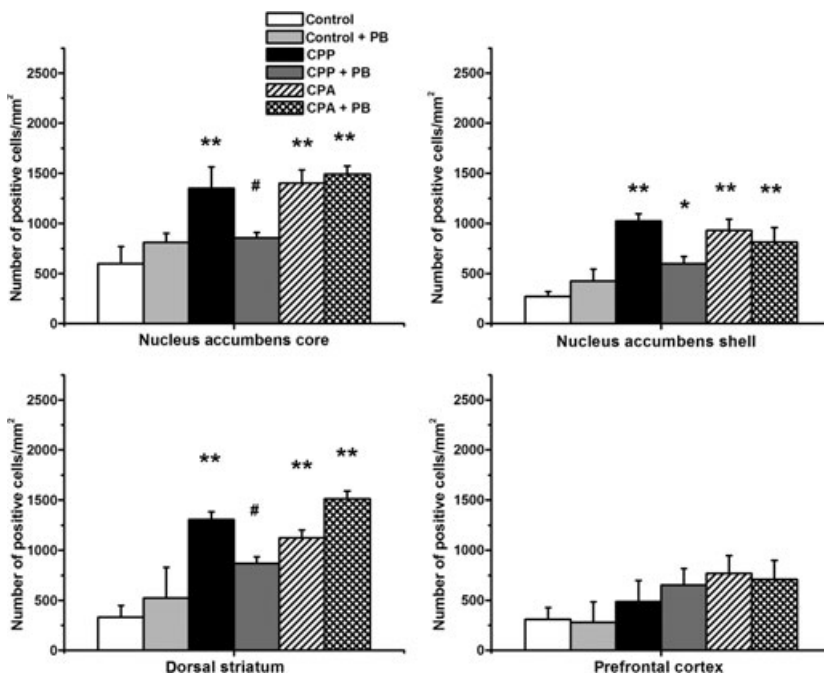 Control
Control + PB
CPP
CPP + PB
CPA
CPA + PB
Number of positive cells/mm²
2500
2000
1500
1000
500
0
**
#
**
**
Nucleus accumbens core
Number of positive cells/mm²
2500
2000
1500
1000
500
0
**
*
**
**
Nucleus accumbens shell
Number of positive cells/mm²
2500
2000
1500
1000
500
0
**
#
**
**
Dorsal striatum
Number of positive cells/mm²
2500
2000
1500
1000
500
0
Prefrontal cortex